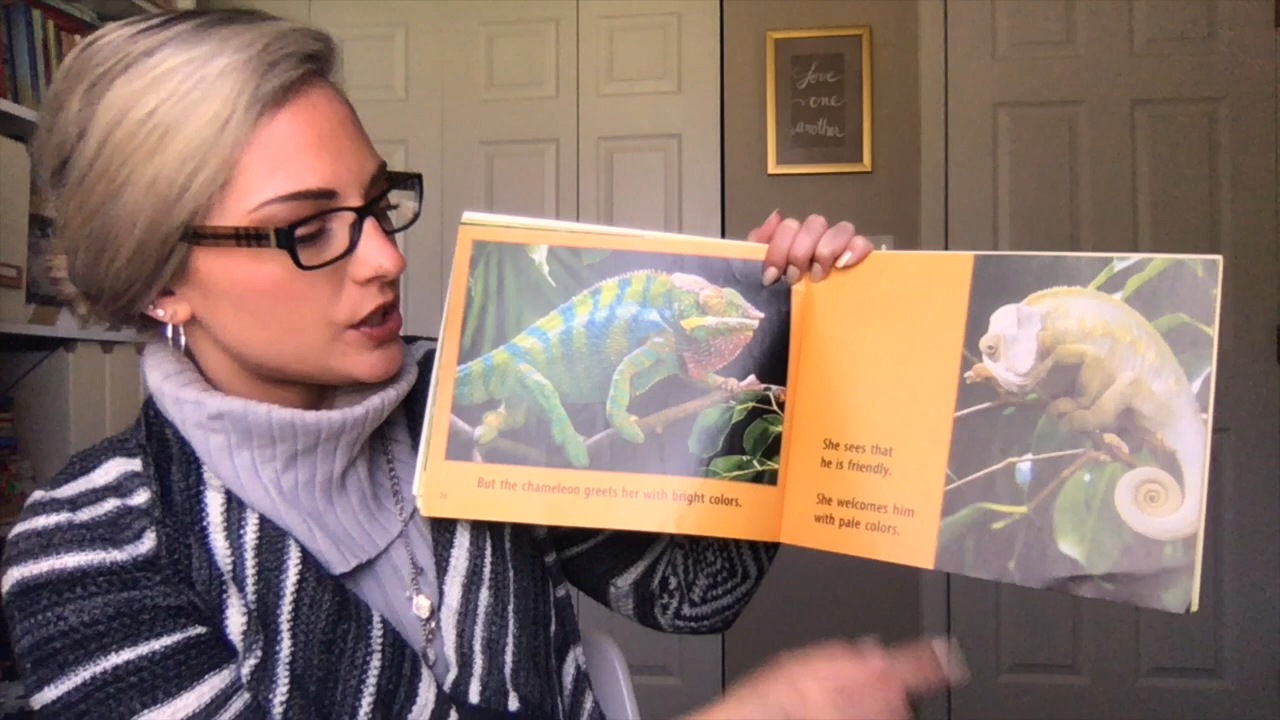 Love
one
another
But the chameleon greets her with bright colors.
She sees that
he is friendly.
She welcomes him
with pale colors.